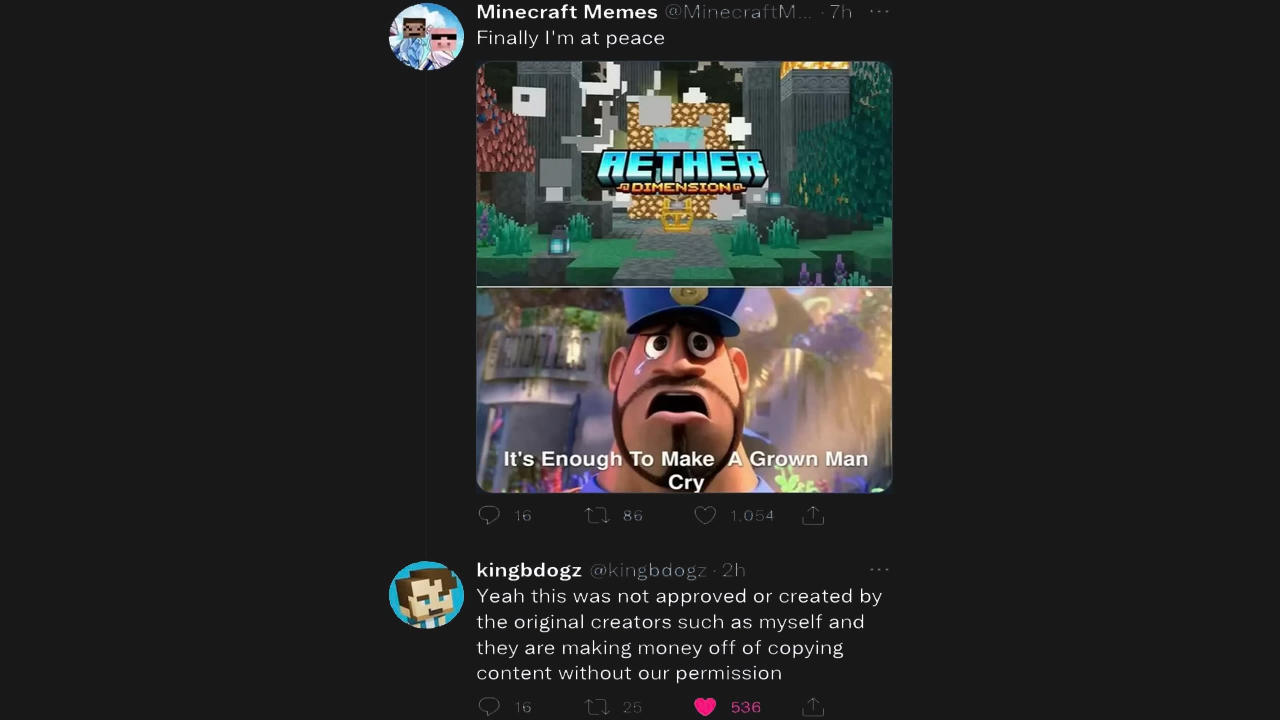 Minecraft Memes @MinecraftM... · 7h ...
Finally I'm at peace
AETHER
DIMENSION
It's Enough To Make A Grown Man
Cry
16 86 1,054
kingbdogz @kingbdogz · 2h ...
Yeah this was not approved or created by
the original creators such as myself and
they are making money off of copying
content without our permission
16 25 536